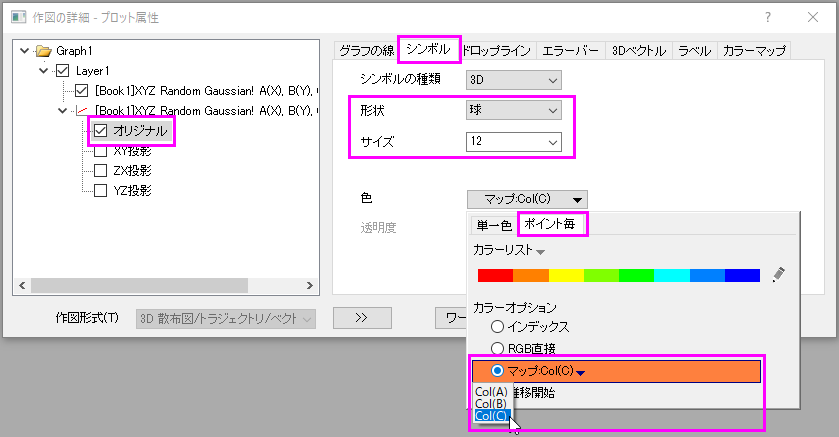 作図の詳細 - プロット属性
Graph1
Layer1
[Book1]XYZ Random Gaussian! A(X), B(Y),
[Book1]XYZ Random Gaussian! A(X), B(Y),
オリジナル
XY投影
ZX投影
YZ投影
グラフの線 シンボル ドロップライン エラーバー 3Dベクトル ラベル カラーマップ
シンボルの種類 3D
形状 球
サイズ 12
色 マップ:Col(C)
透明度
単一色 ポイント毎
カラーリスト
カラーオプション
インデックス
RGB直接
マップ:Col(C)
Col(A)
Col(B)
Col(C)
推移開始
作図形式(T) 3D 散布図/トラジェクトリ/ベクト >> ワー